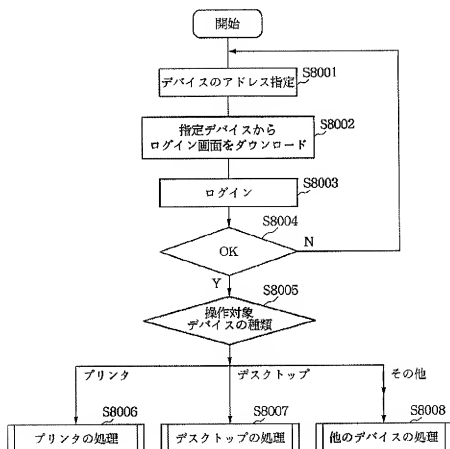 開始
デバイスのアドレス指定
S8001
指定デバイスから
ログイン画面をダウンロード
S8002
ログイン
S8003
OK
S8004
N
Y
操作対象
デバイスの種類
S8005
プリンタ
デスクトップ
その他
プリンタの処理
S8006
デスクトップの処理
S8007
他のデバイスの処理
S8008